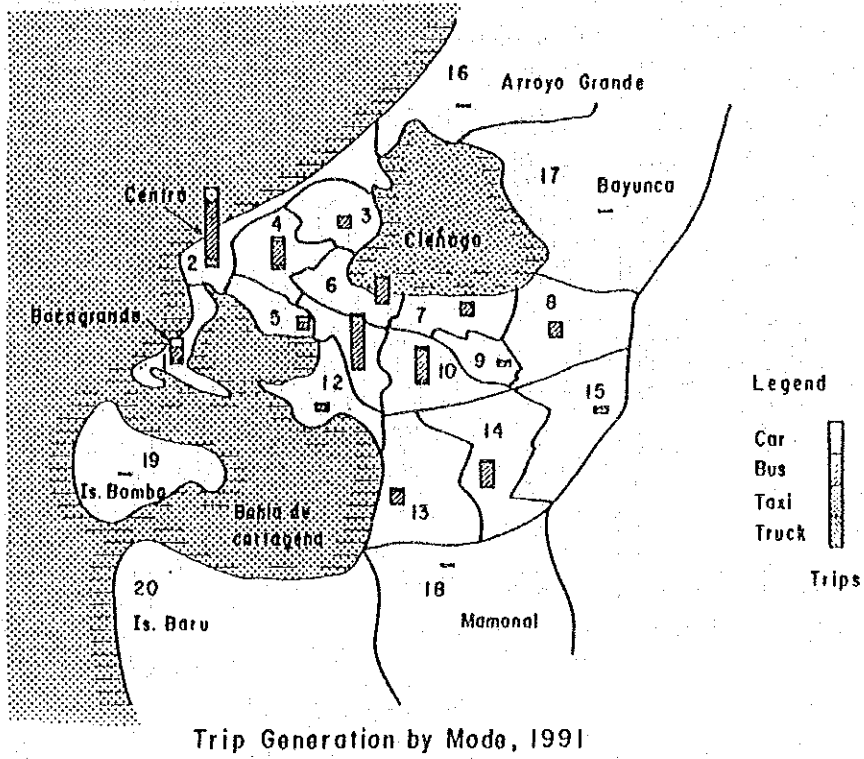 16
Arroyo Grande
17
Bayunca
Centro
3
4
Cienaga
2
6
8
Bocagrande
5
7
9
10
12
15
14
19
Is. Bomba
13
Bahia de
cartagena
18
20
Is. Baru
Mamonal
Legend
Car
Bus
Taxi
Truck
Trips
Trip Generation by Mode, 1991